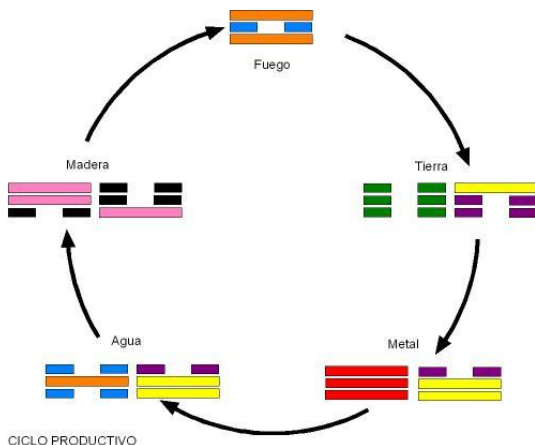 Fuego
Madera
Tierra
Agua
Metal
CICLO PRODUCTIVO